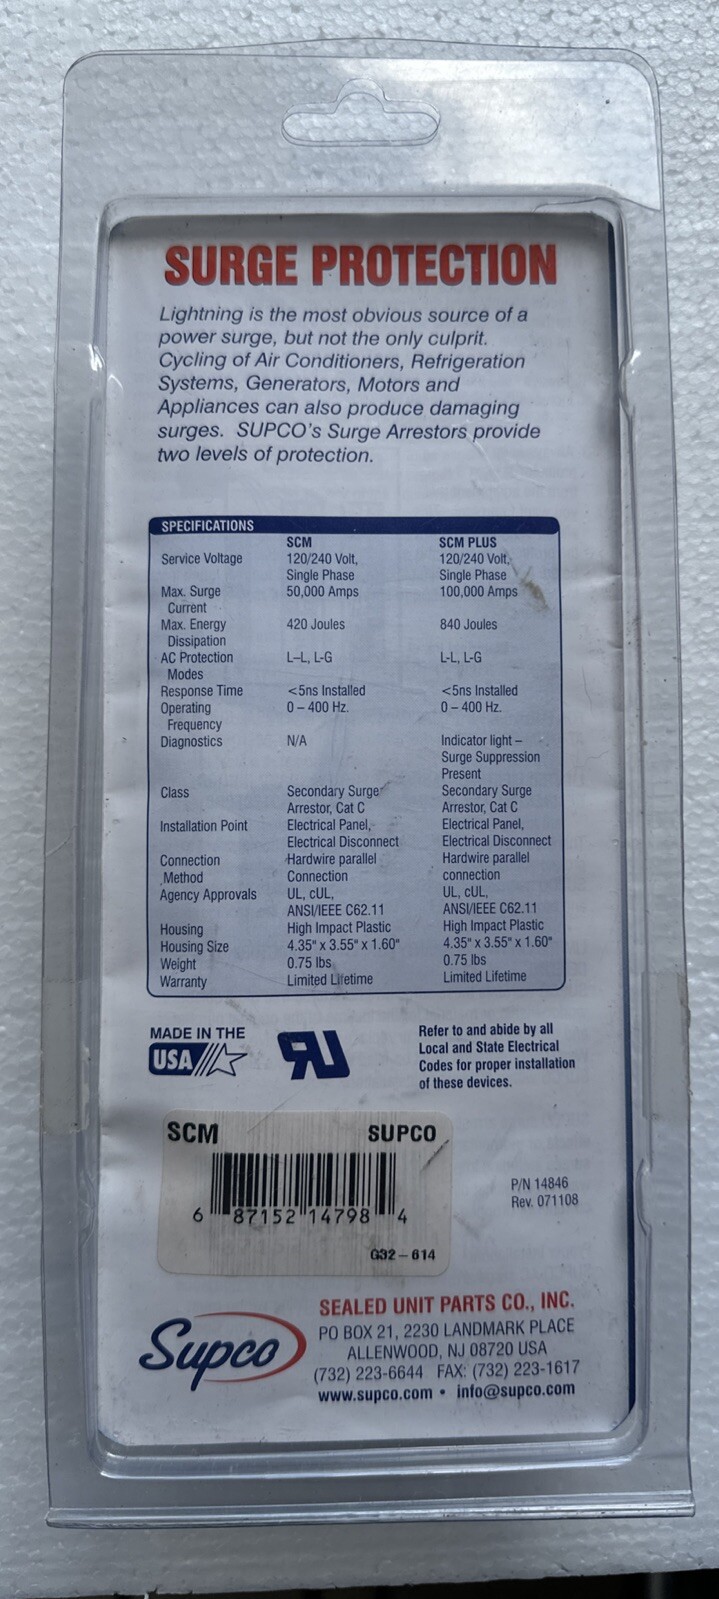 SURGE PROTECTION
Lightning is the most obvious source of a
power surge, but not the only culprit.
Cycling of Air Conditioners, Refrigeration
Systems, Generators, Motors and
Appliances can also produce damaging
surges. SUPCO's Surge Arrestors provide
two levels of protection.
SPECIFICATIONS
SCM SCM PLUS
Service Voltage 120/240 Volt, 120/240 Volt,
Single Phase Single Phase
Max. Surge 50,000 Amps 100,000 Amps
Current
Max. Energy 420 Joules 840 Joules
Dissipation
AC Protection L–L, L-G L-L, L-G
Modes
Response Time <5ns Installed <5ns Installed
Operating 0 – 400 Hz. 0 – 400 Hz.
Frequency
Diagnostics N/A Indicator light –
Surge Suppression
Present
Class Secondary Surge Secondary Surge
Arrestor, Cat C Arrestor, Cat C
Installation Point Electrical Panel, Electrical Panel,
Electrical Disconnect Electrical Disconnect
Connection Hardwire parallel Hardwire parallel
Method Connection connection
Agency Approvals UL, cUL, UL, cUL,
ANSI/IEEE C62.11 ANSI/IEEE C62.11
Housing High Impact Plastic High Impact Plastic
Housing Size 4.35" x 3.55" x 1.60" 4.35" x 3.55" x 1.60"
Weight 0.75 lbs 0.75 lbs
Warranty Limited Lifetime Limited Lifetime
MADE IN THE
USA
RU
Refer to and abide by all
Local and State Electrical
Codes for proper installation
of these devices.
SCM SUPCO
6 87152 14798 4
G32-614
P/N 14846
Rev. 071108
Supco
SEALED UNIT PARTS CO., INC.
PO BOX 21, 2230 LANDMARK PLACE
ALLENWOOD, NJ 08720 USA
(732) 223-6644 FAX: (732) 223-1617
www.supco.com • info@supco.com